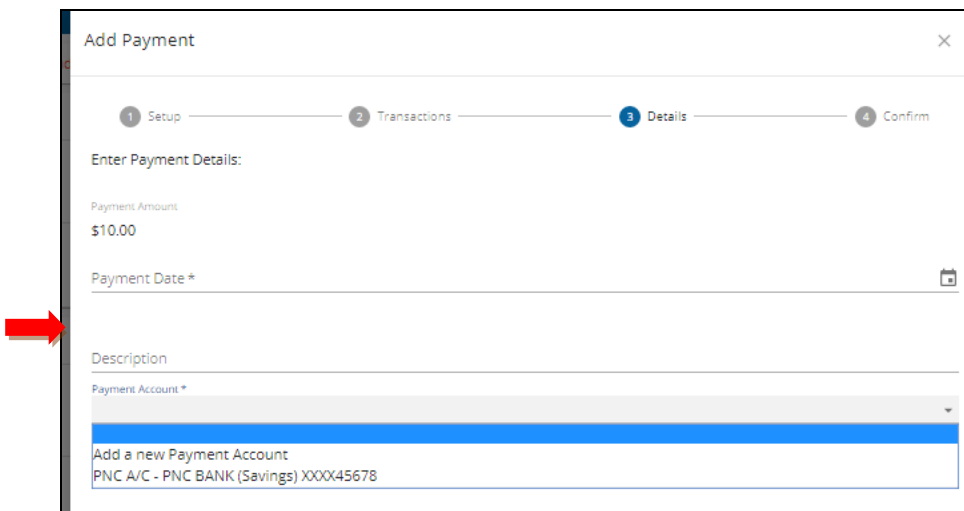 Add Payment
1 Setup 2 Transactions 3 Details 4 Confirm
Enter Payment Details:
Payment Amount
$10.00
Payment Date *
Description
Payment Account *
Add a new Payment Account
PNC A/C - PNC BANK (Savings) XXXX45678